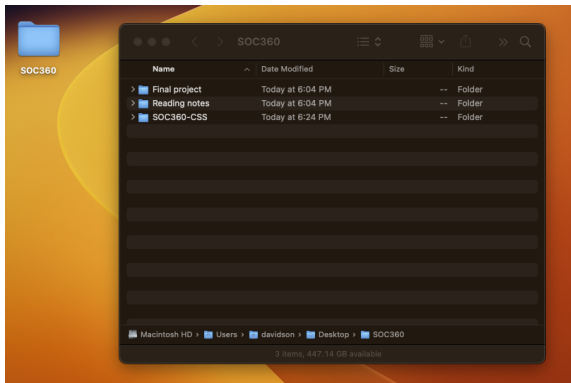 SOC360
SOC360
Name Date Modified Size Kind
Final project Today at 6:04 PM -- Folder
Reading notes Today at 6:04 PM -- Folder
SOC360-CSS Today at 6:24 PM -- Folder
Macintosh HD › Users › davidson › Desktop › SOC360
3 items, 447.14 GB available